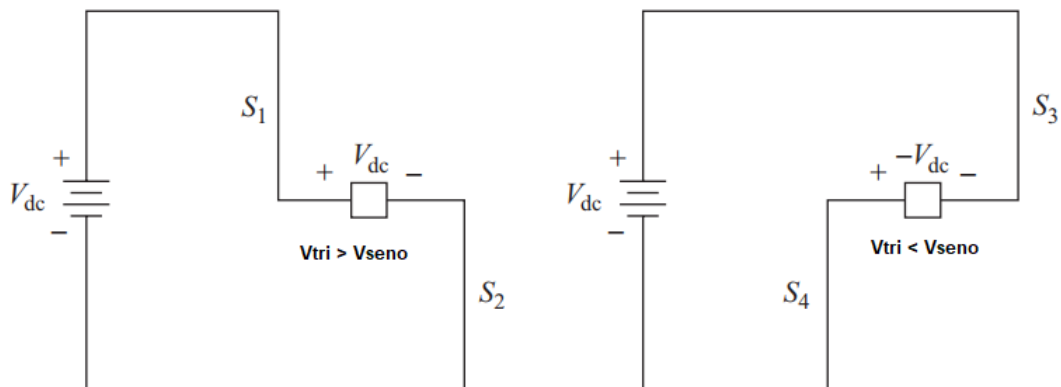 S1
+
Vdc
−
+ Vdc −
Vtri > Vseno
S2
S3
+
Vdc
−
+ −Vdc −
Vtri < Vseno
S4